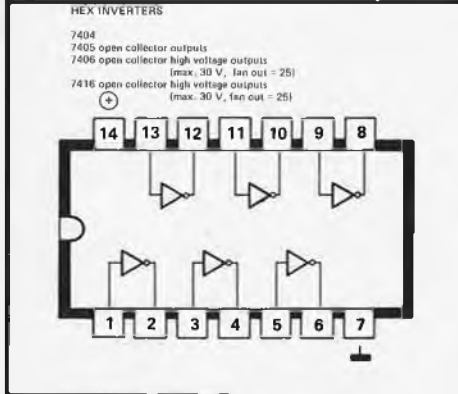 HEX INVERTERS
7404
7405 open collector outputs
7406 open collector high voltage outputs
(max. 30 V, fan out = 25)
7416 open collector high voltage outputs
(max. 30 V, fan out = 25)
+
14 13 12 11 10 9 8
1 2 3 4 5 6 7